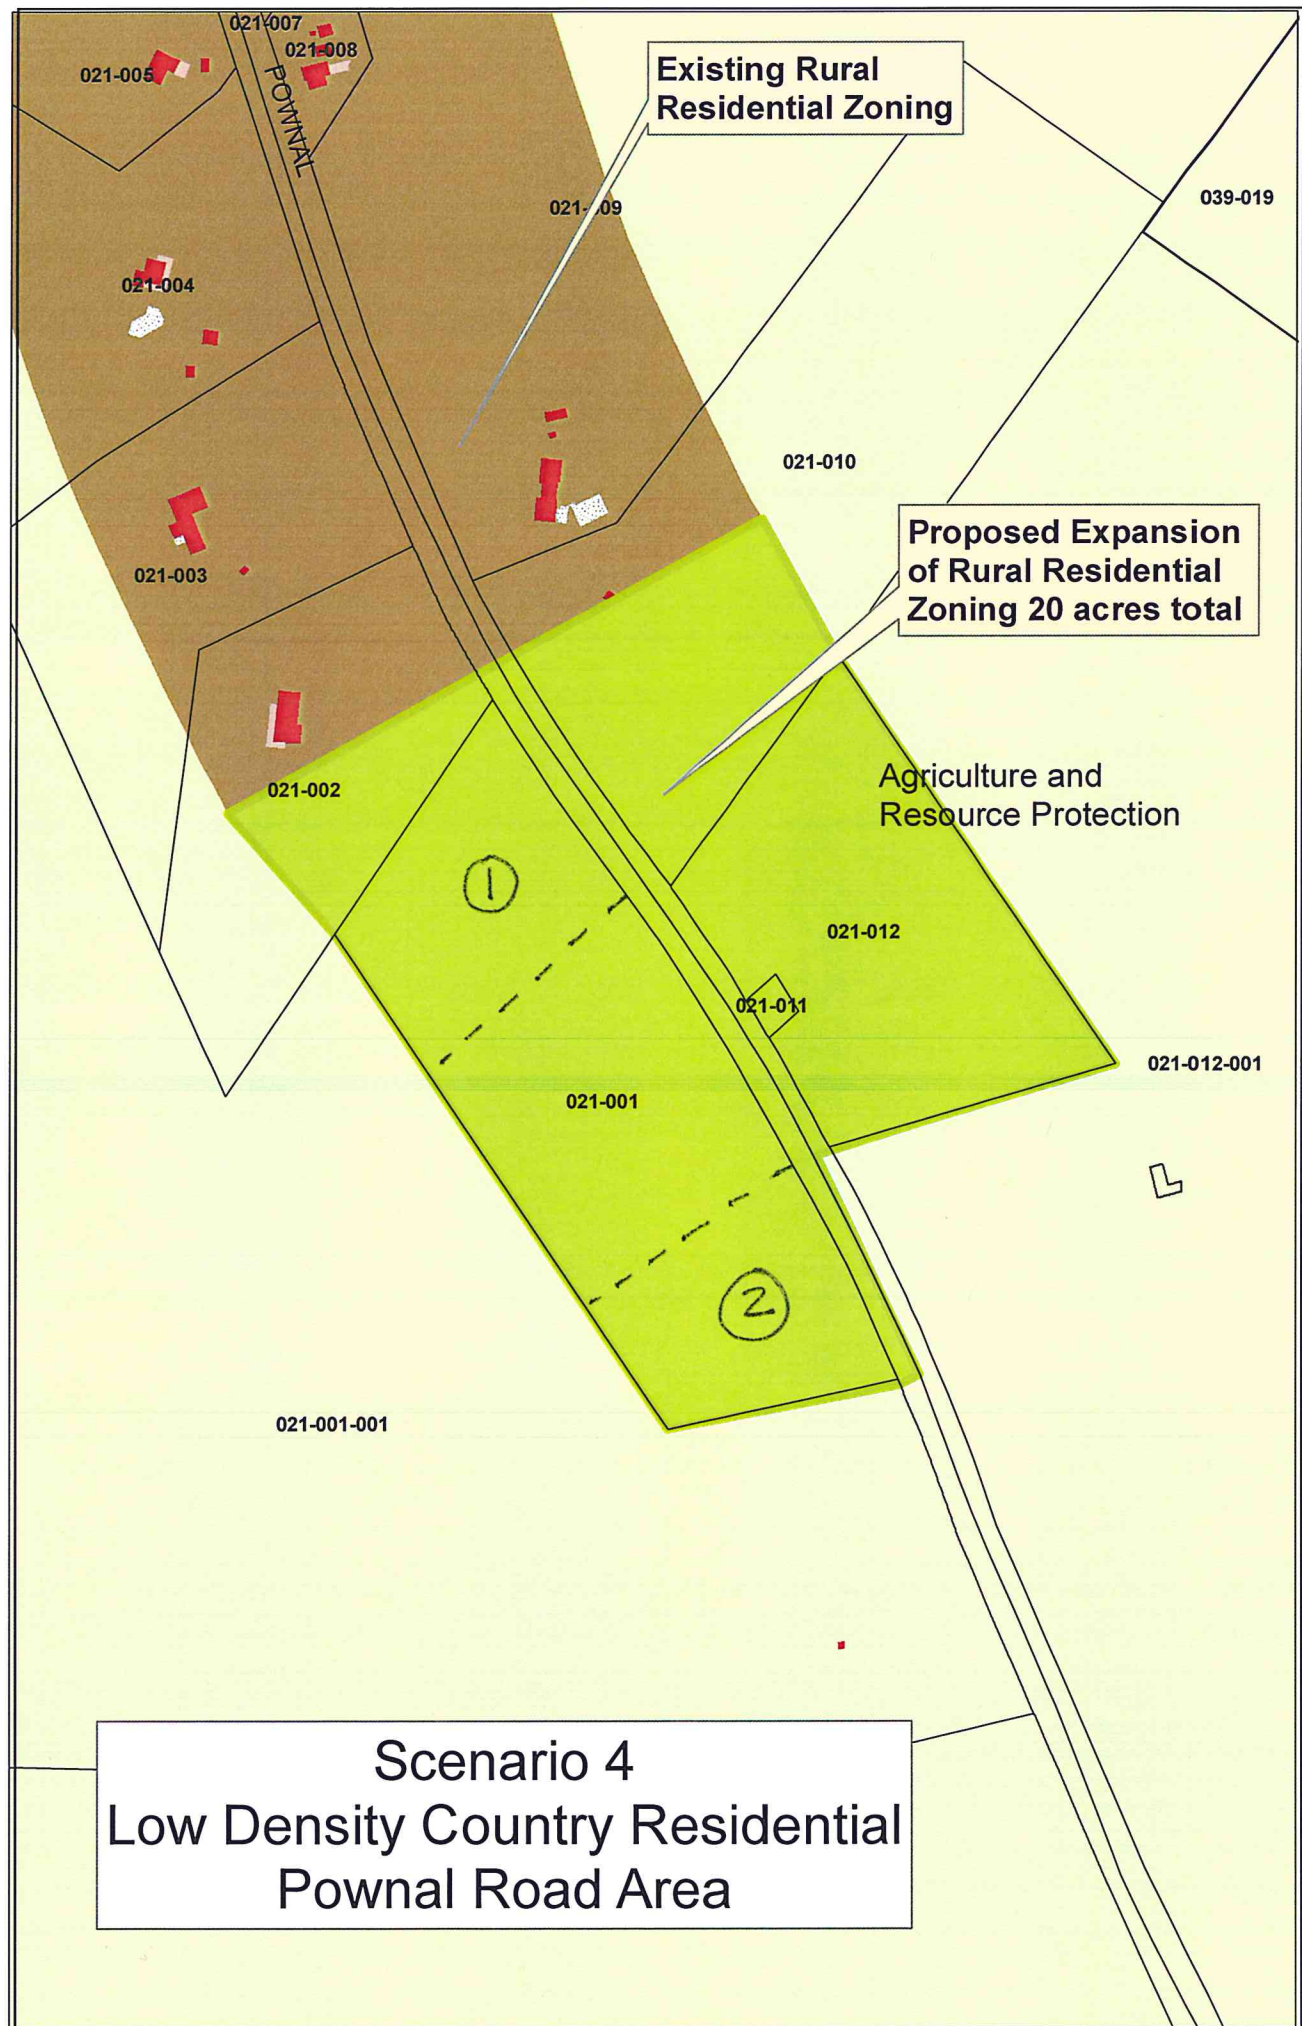 021-007
021-008
021-005
POWNAL
Existing Rural
Residential Zoning
039-019
021-009
021-004
021-010
Proposed Expansion
of Rural Residential
Zoning 20 acres total
021-003
Agriculture and
Resource Protection
021-002
1
021-012
021-011
021-012-001
021-001
2
021-001-001
Scenario 4
Low Density Country Residential
Pownal Road Area